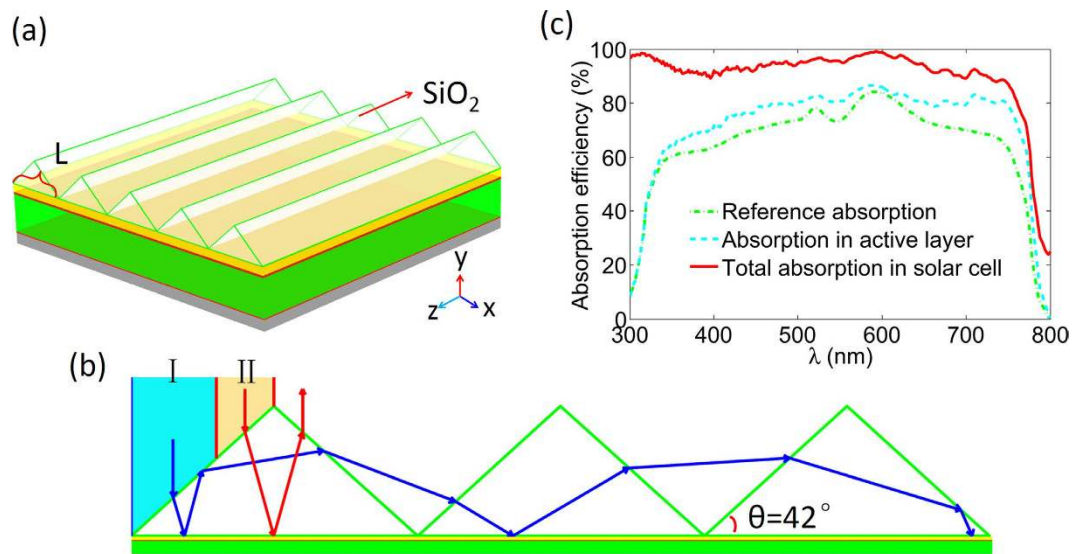 (a)
SiO₂
L
y
z
x
(c)
Absorption efficiency (%)
100
80
60
40
20
0
Reference absorption
Absorption in active layer
Total absorption in solar cell
300 400 500 600 700 800
λ (nm)
(b)
I II
θ=42°